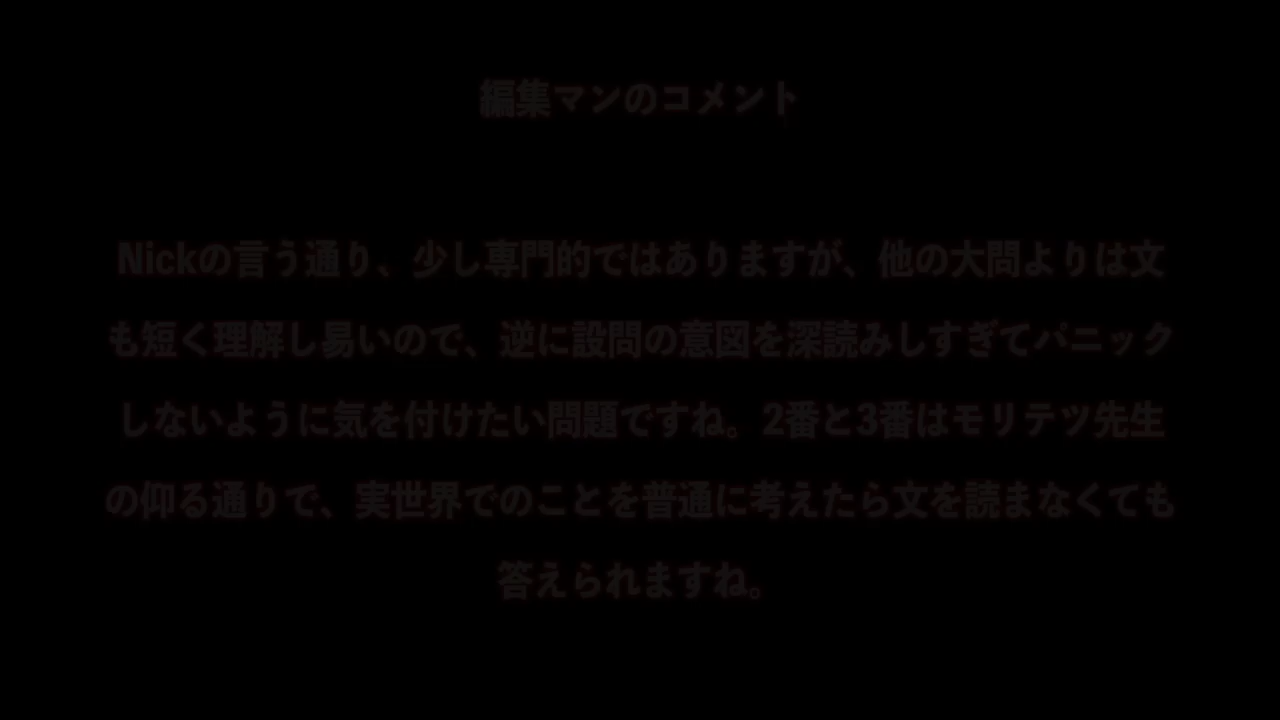 編集マンのコメント
Nickの言う通り、少し専門的ではありますが、他の大問よりは文
も短く理解し易いので、逆に設問の意図を深読みしすぎてパニック
しないように気を付けたい問題ですね。2番と3番はモリテツ先生
の仰る通りで、実世界でのことを普通に考えたら文を読まなくても
答えられますね。